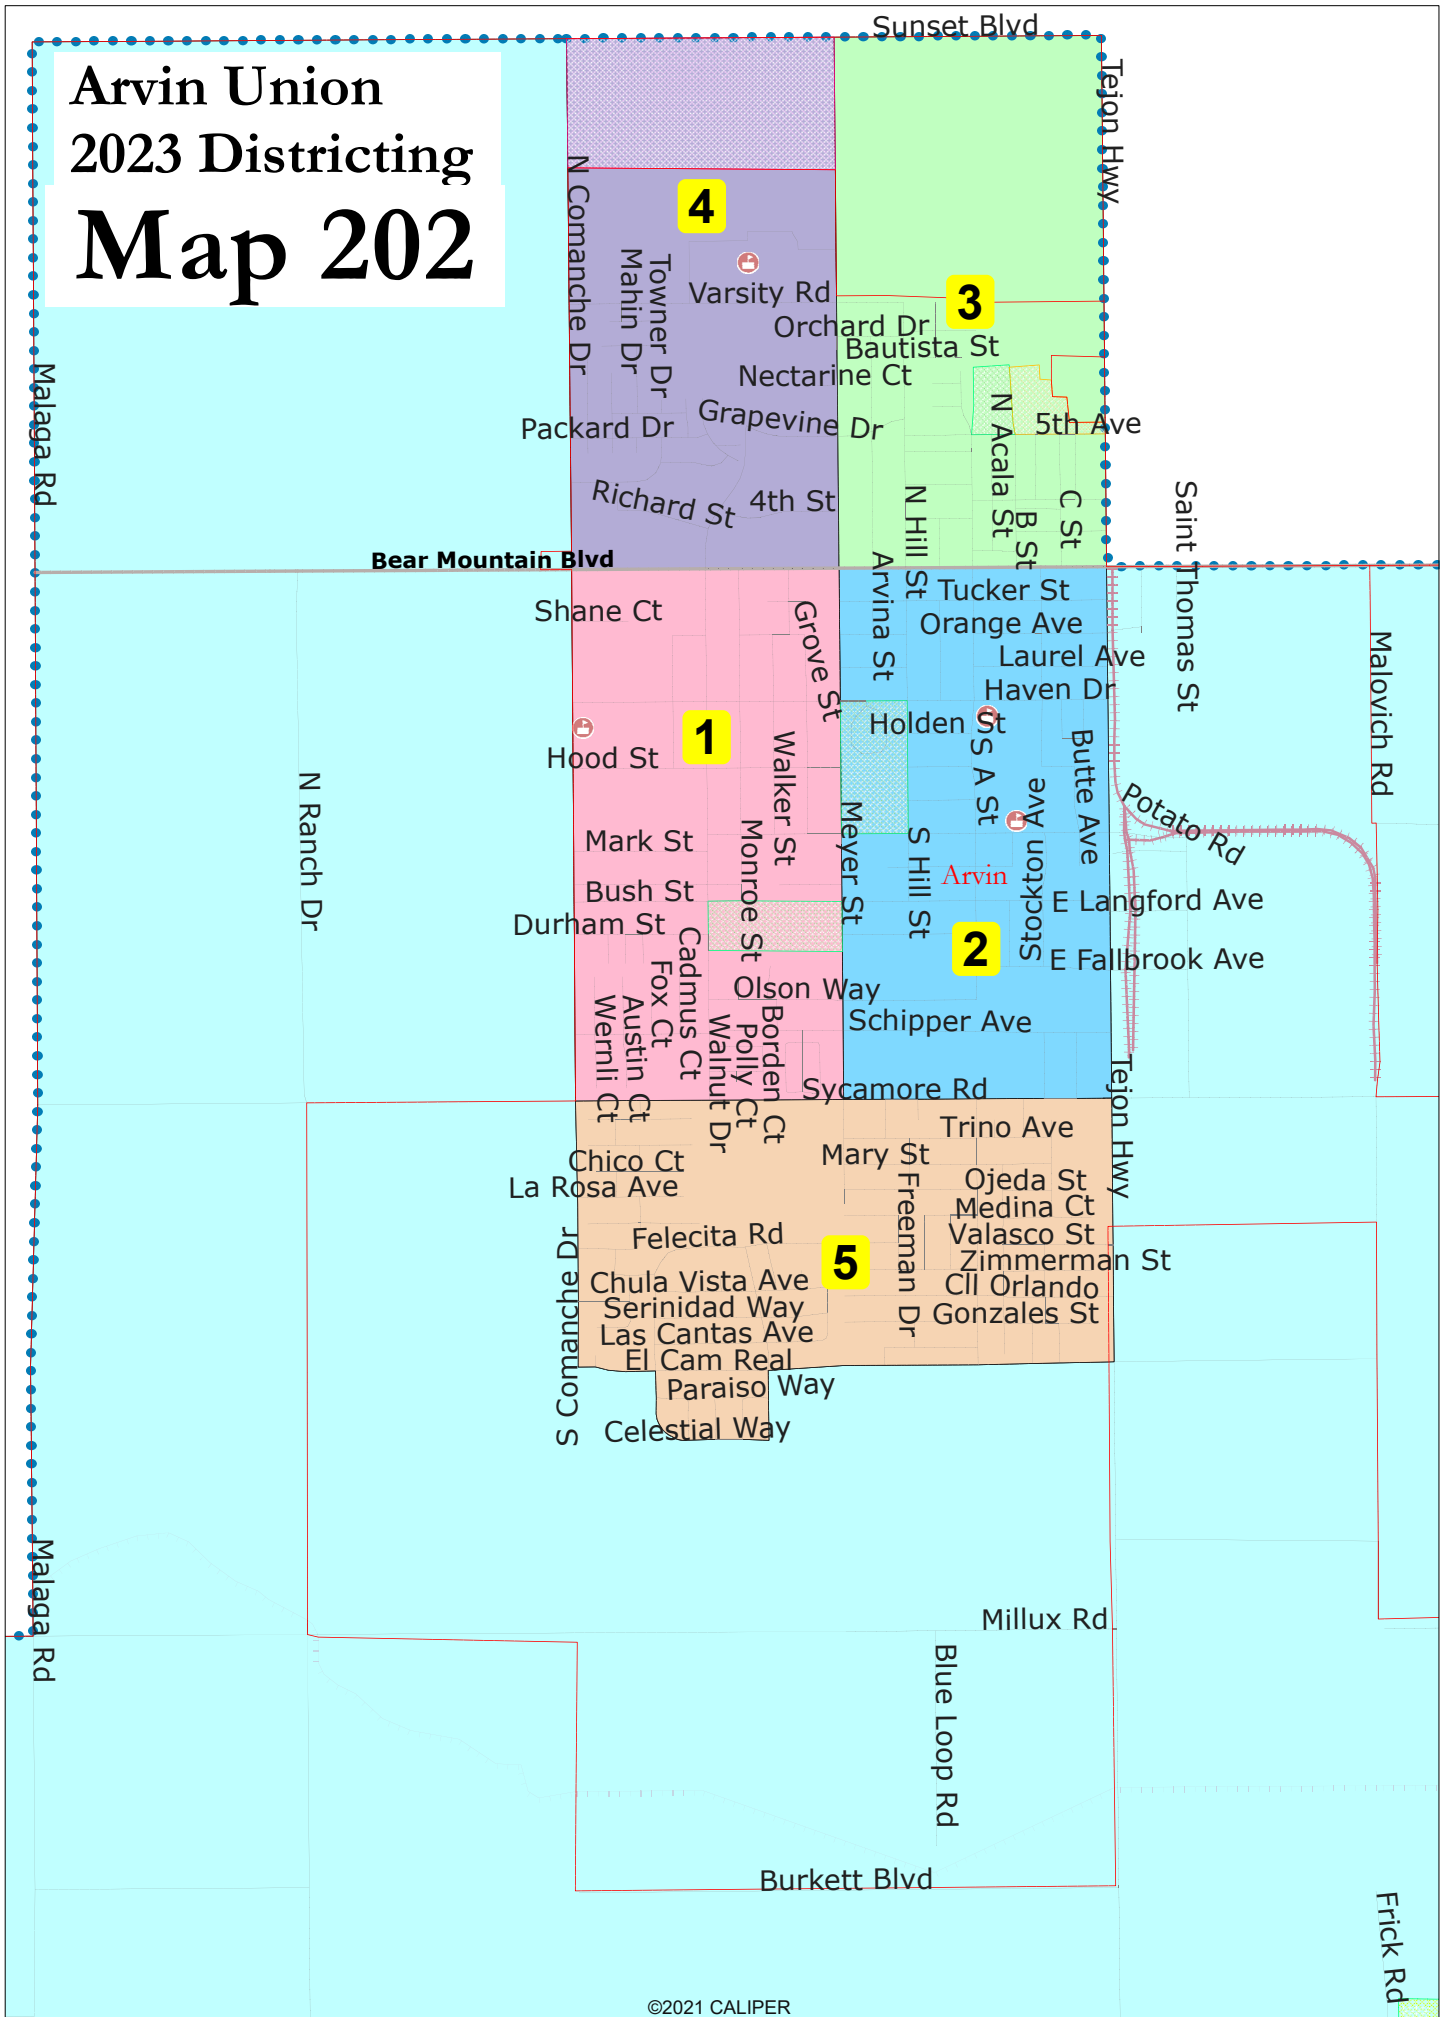 Sunset Blvd
Arvin Union
2023 Districting
Map 202
Tejon Hwy
N Comanche Dr
4
Towner Dr
Mahin Dr
Varsity Rd
3
Orchard Dr
Bautista St
Nectarine Ct
Malaga Rd
Grapevine Dr
Packard Dr
N Acala St
5th Ave
Richard St
4th St
N Hill St
B St
C St
Saint Thomas St
Bear Mountain Blvd
Arvina St
Tucker St
Shane Ct
Grove St
Orange Ave
Laurel Ave
Haven Dr
Malovich Rd
1
Holden St
Hood St
Walker St
S A St
Butte Ave
N Ranch Dr
Stockton Ave
Potato Rd
Meyer St
Mark St
Monroe St
S Hill St
Arvin
Bush St
E Langford Ave
Durham St
Cadmus Ct
2
E Fallbrook Ave
Fox Ct
Olson Way
Wernli Ct
Austin Ct
Walnut Dr
Polly Ct
Borden Ct
Schipper Ave
Sycamore Rd
Tejon Hwy
Trino Ave
Chico Ct
Mary St
La Rosa Ave
Freeman Dr
Ojeda St
Medina Ct
Felecita Rd
Valasco St
5
Zimmerman St
S Comanche Dr
Chula Vista Ave
Cll Orlando
Serinidad Way
Gonzales St
Las Cantas Ave
El Cam Real
Paraiso Way
Celestial Way
Malaga Rd
Millux Rd
Blue Loop Rd
Burkett Blvd
Frick Rd
©2021 CALIPER